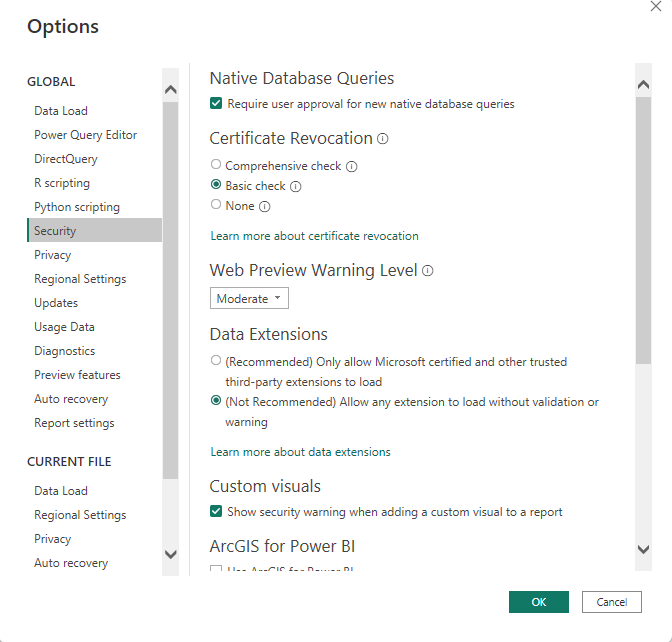 Options
GLOBAL
Data Load
Power Query Editor
DirectQuery
R scripting
Python scripting
Security
Privacy
Regional Settings
Updates
Usage Data
Diagnostics
Preview features
Auto recovery
Report settings
CURRENT FILE
Data Load
Regional Settings
Privacy
Auto recovery
Native Database Queries
Require user approval for new native database queries
Certificate Revocation
Comprehensive check
Basic check
None
Learn more about certificate revocation
Web Preview Warning Level
Moderate
Data Extensions
(Recommended) Only allow Microsoft certified and other trusted
third-party extensions to load
(Not Recommended) Allow any extension to load without validation or
warning
Learn more about data extensions
Custom visuals
Show security warning when adding a custom visual to a report
ArcGIS for Power BI
Use ArcGIS for Power BI
OK
Cancel